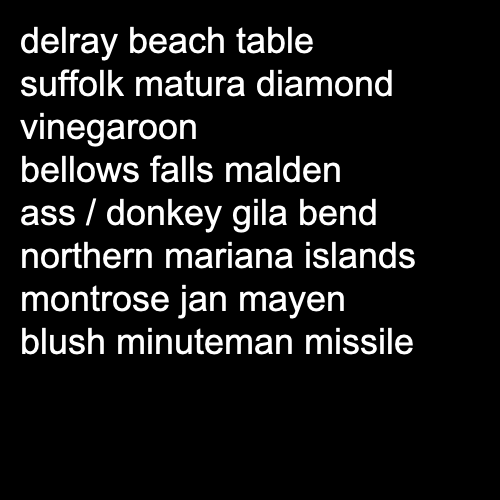 delray beach table
suffolk matura diamond
vinegaroon
bellows falls malden
ass / donkey gila bend
northern mariana islands
montrose jan mayen
blush minuteman missile